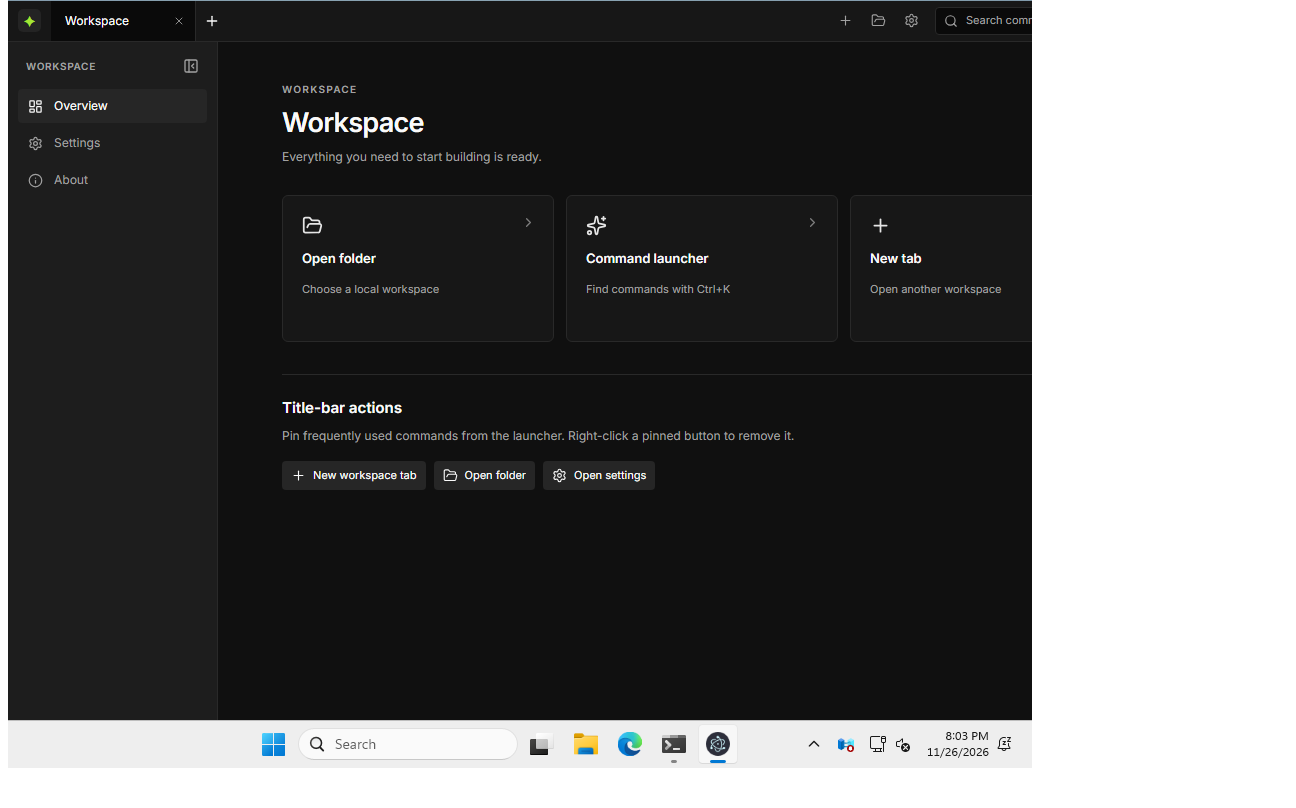 Workspace
Search comm
WORKSPACE
Overview
Settings
About
WORKSPACE
Workspace
Everything you need to start building is ready.
Open folder
Choose a local workspace
Command launcher
Find commands with Ctrl+K
New tab
Open another workspace
Title-bar actions
Pin frequently used commands from the launcher. Right-click a pinned button to remove it.
New workspace tab
Open folder
Open settings
Search
8:03 PM
11/26/2026